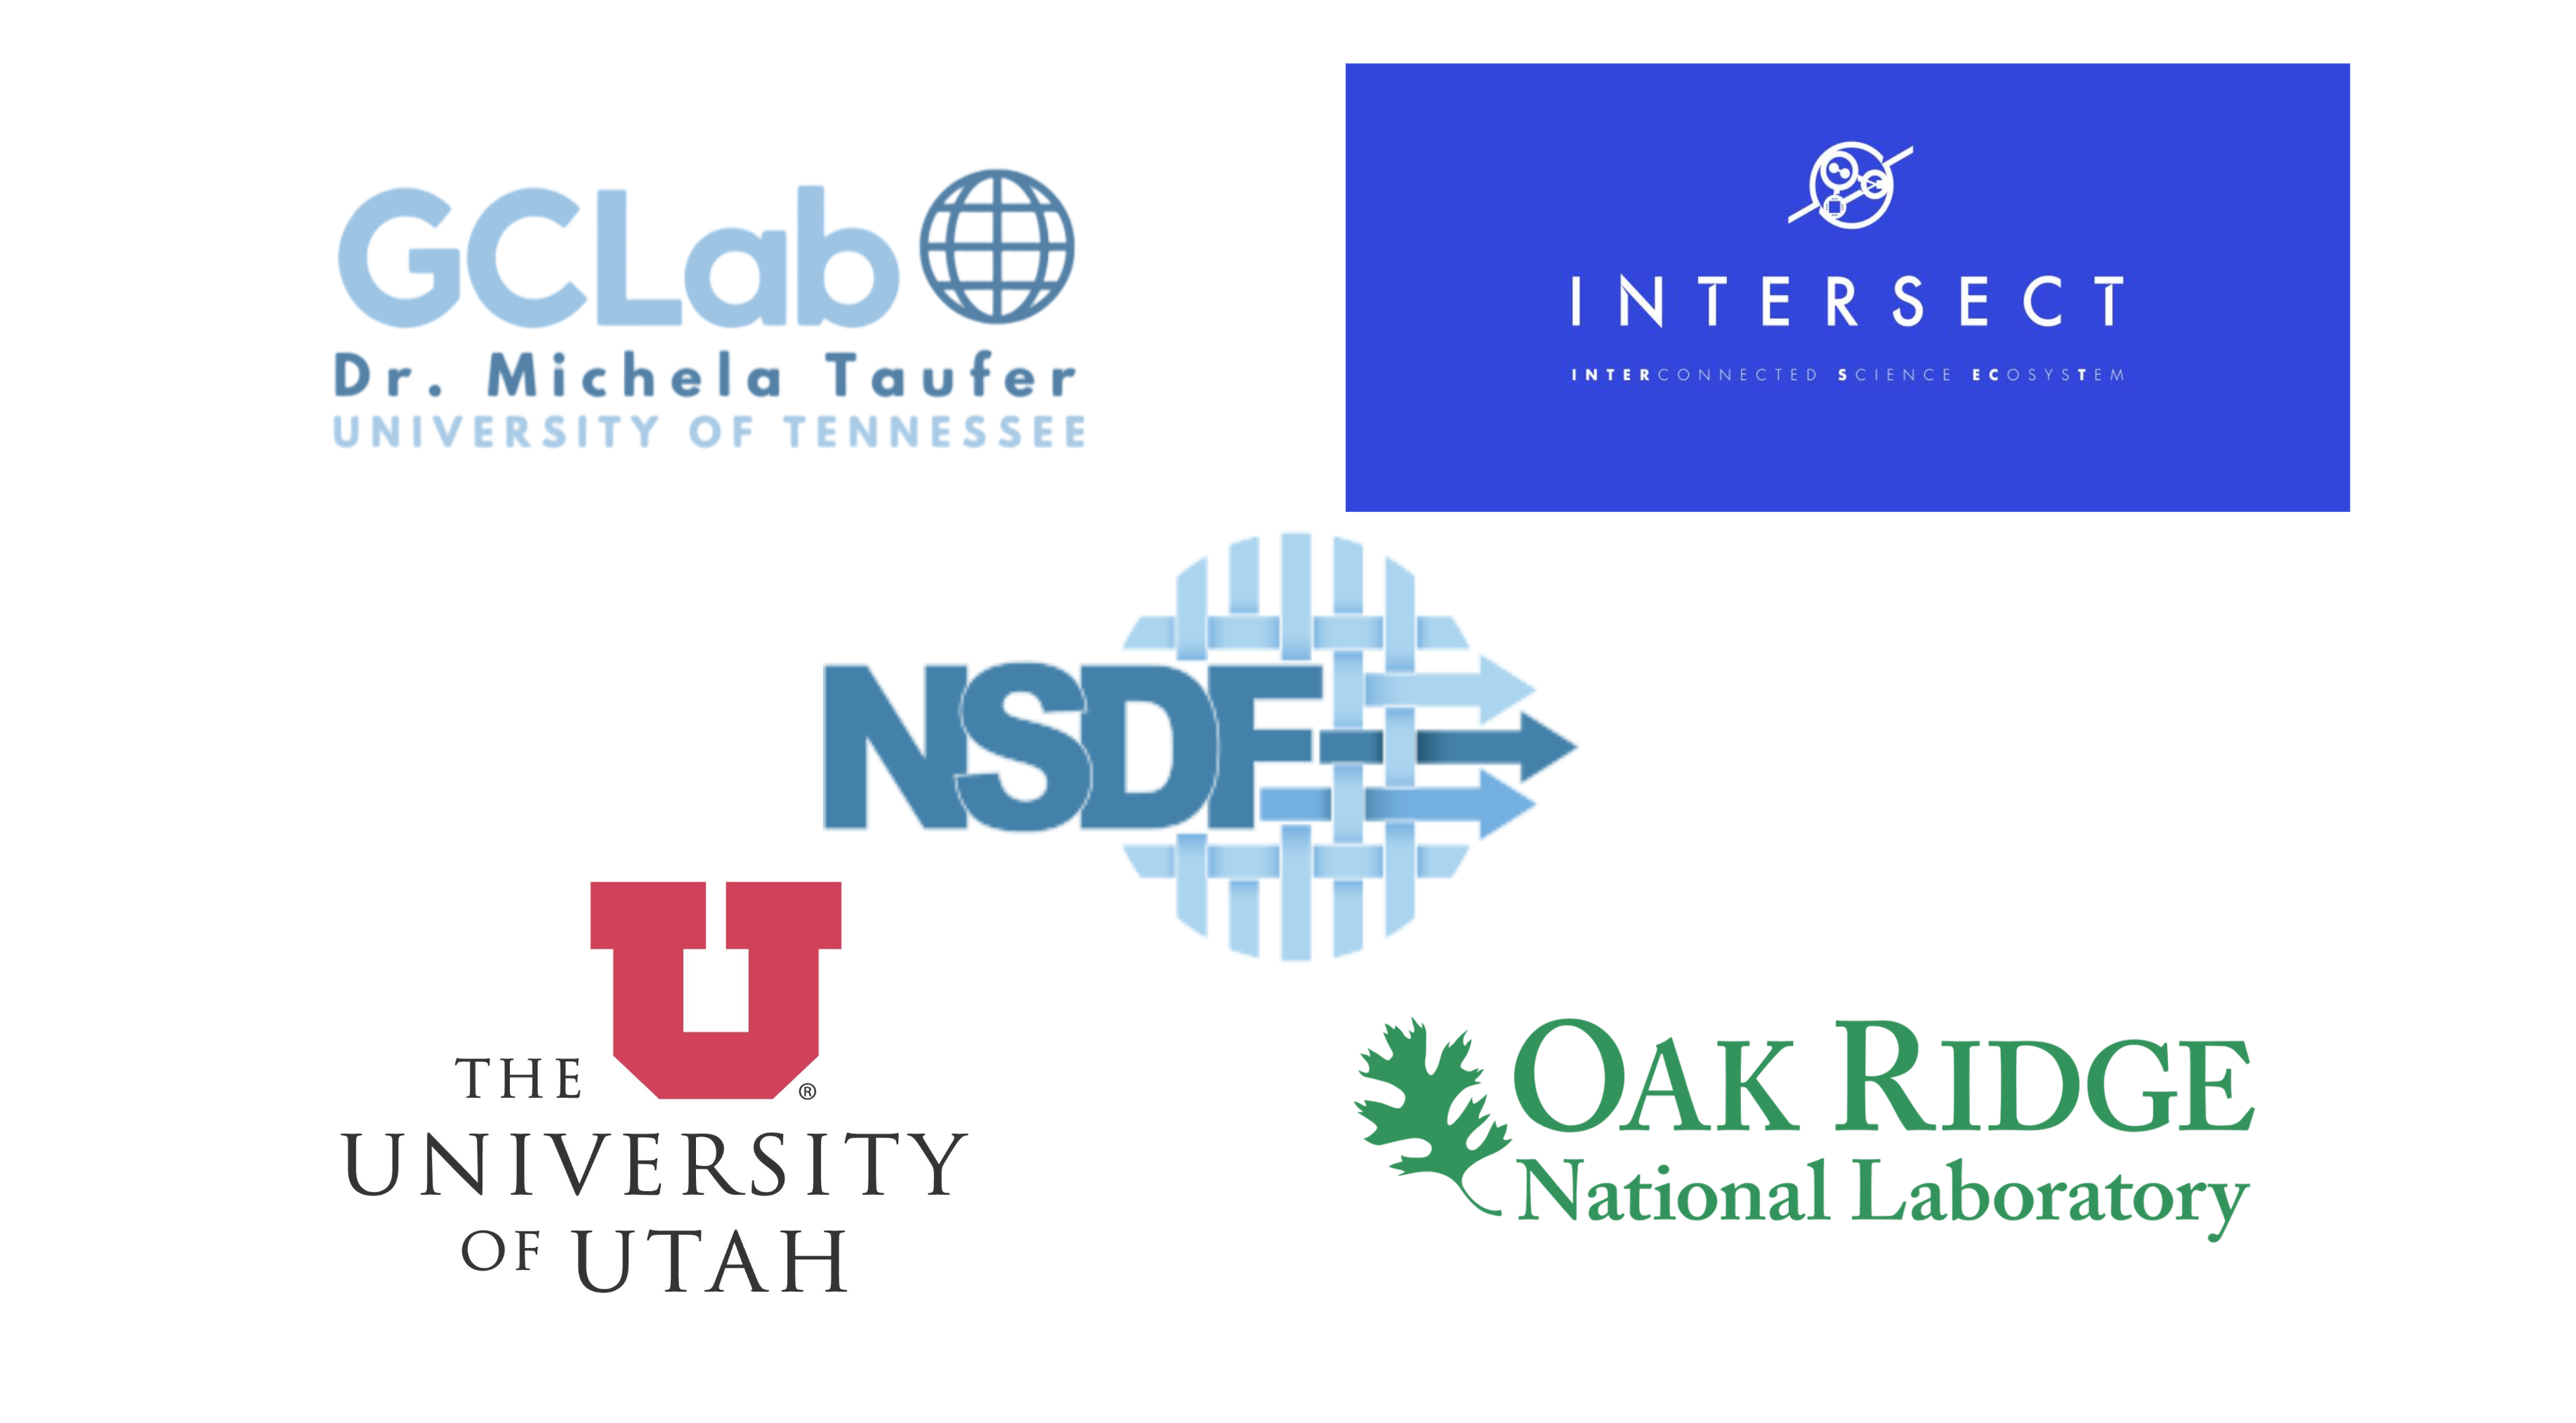 GCLab
Dr. Michela Taufer
UNIVERSITY OF TENNESSEE
INTERSECT
INTERCONNECTED SCIENCE ECOSYSTEM
NSDF
U
THE ®
UNIVERSITY
OF UTAH
OAK RIDGE
National Laboratory